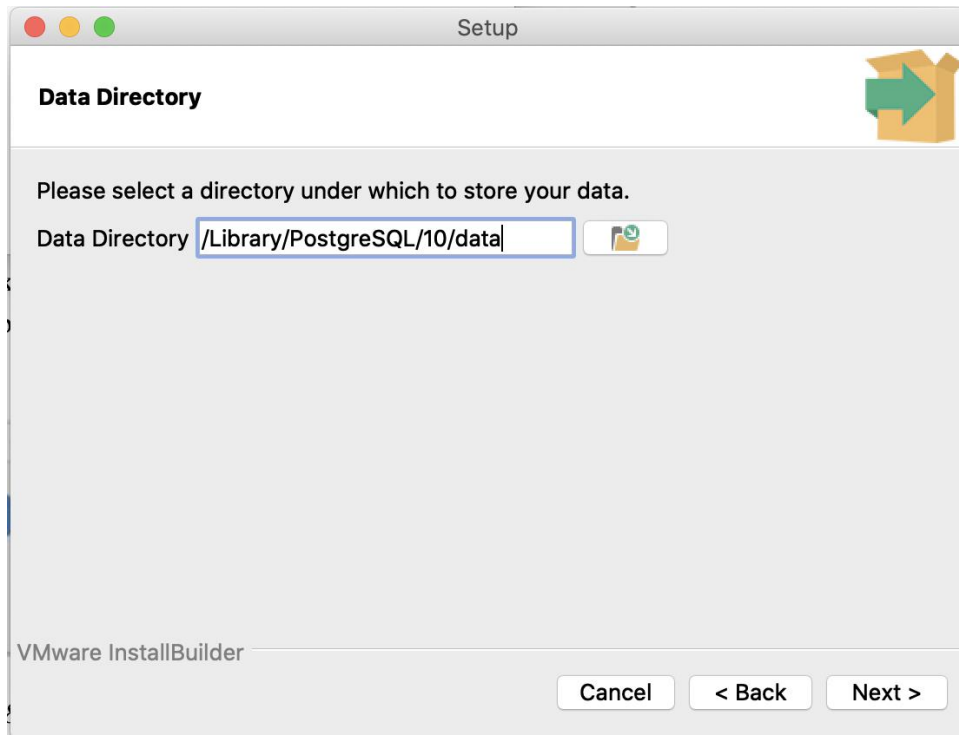 Setup
Data Directory
Please select a directory under which to store your data.
Data Directory /Library/PostgreSQL/10/data
VMware InstallBuilder
Cancel < Back Next >